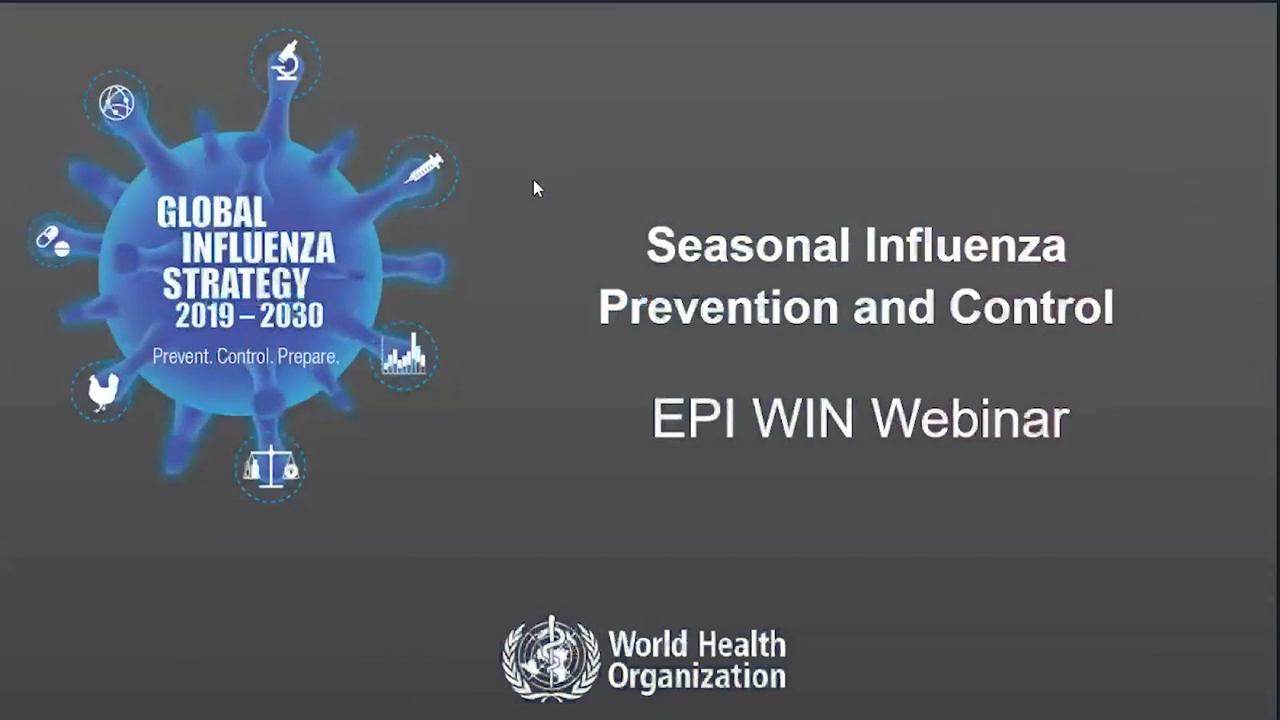 GLOBAL
INFLUENZA
STRATEGY
2019 – 2030
Prevent. Control. Prepare.
Seasonal Influenza
Prevention and Control
EPI WIN Webinar
World Health
Organization